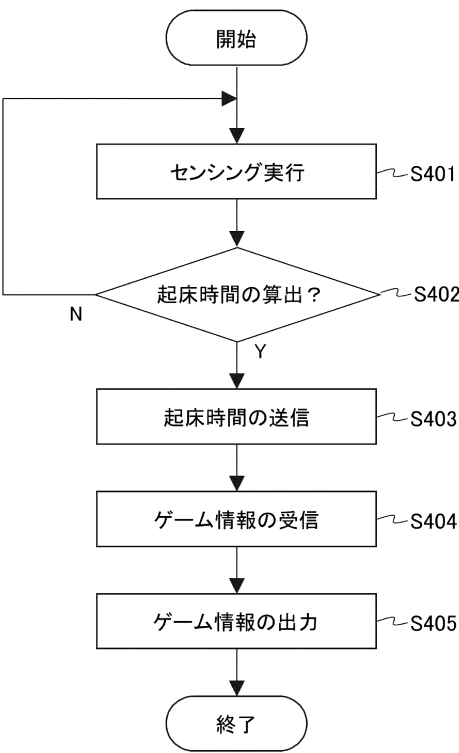 開始
センシング実行
S401
起床時間の算出？
S402
N
Y
起床時間の送信
S403
ゲーム情報の受信
S404
ゲーム情報の出力
S405
終了